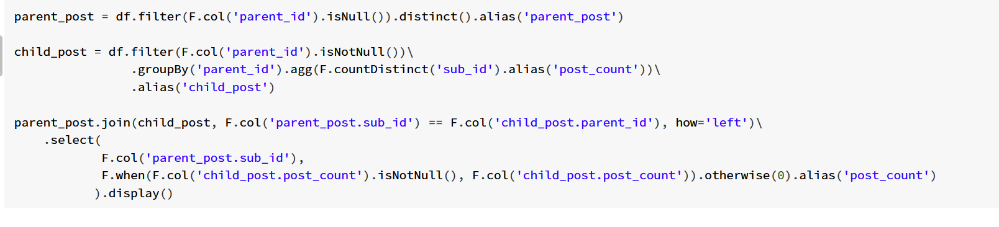 parent_post = df.filter(F.col('parent_id').isNull()).distinct().alias('parent_post')
child_post = df.filter(F.col('parent_id').isNotNull())\
.groupBy('parent_id').agg(F.countDistinct('sub_id').alias('post_count'))\
.alias('child_post')
parent_post.join(child_post, F.col('parent_post.sub_id') == F.col('child_post.parent_id'), how='left')\
.select(
F.col('parent_post.sub_id'),
F.when(F.col('child_post.post_count').isNotNull(), F.col('child_post.post_count')).otherwise(0).alias('post_count')
).display()